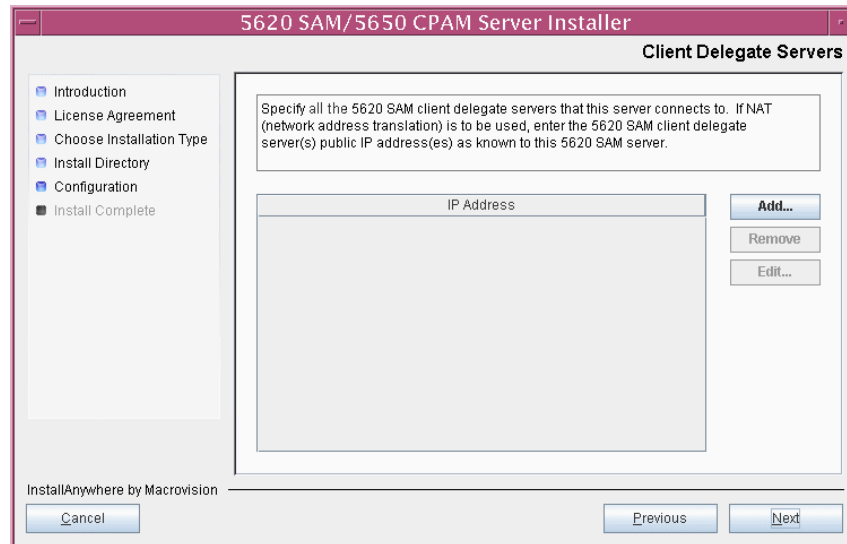 5620 SAM/5650 CPAM Server Installer
Client Delegate Servers
Introduction
License Agreement
Choose Installation Type
Install Directory
Configuration
Install Complete
Specify all the 5620 SAM client delegate servers that this server connects to. If NAT
(network address translation) is to be used, enter the 5620 SAM client delegate
server(s) public IP address(es) as known to this 5620 SAM server.
IP Address
Add...
Remove
Edit...
InstallAnywhere by Macrovision
Cancel
Previous
Next